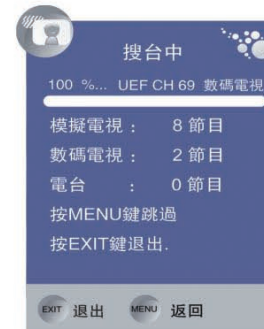 搜台中
100 %... UEF CH 69 數碼電視
模擬電視： 8 節目
數碼電視： 2 節目
電台 ： 0 節目
按MENU鍵跳過
按EXIT鍵退出.
EXIT 退出 MENU 返回